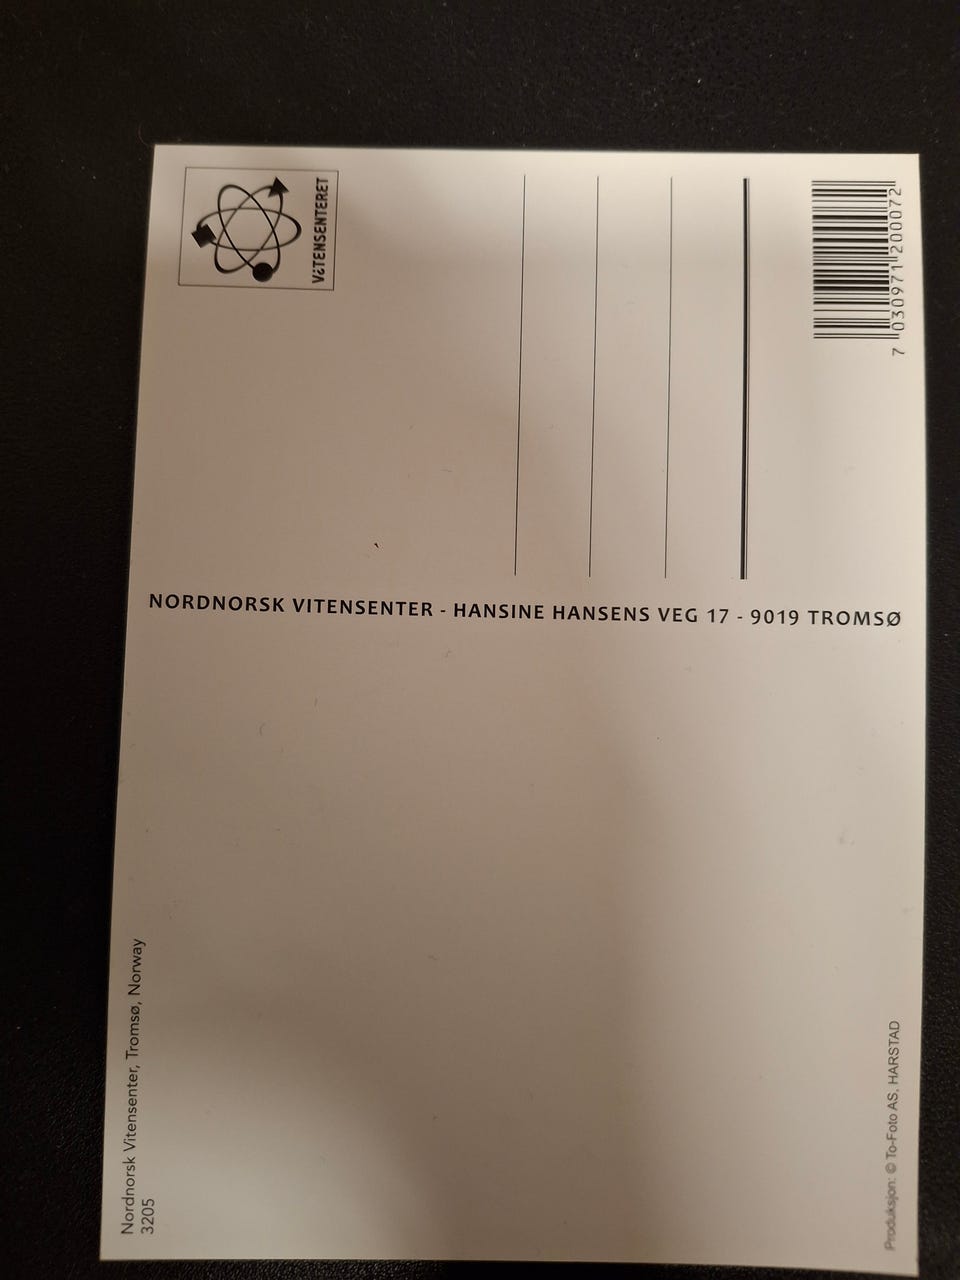 Nordnorsk Vitensenter, Tromsø, Norway
3205
NORDNORSK VITENSENTER - HANSINE HANSENS VEG 17 - 9019 TROMSØ
ViTENSENTERET
7 030971 200072
Produksjon: © To-Foto AS, HARSTAD